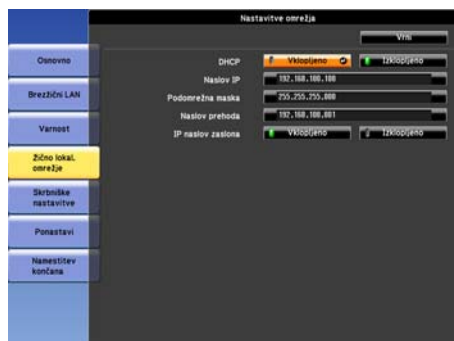 Nastavitve omrežja
Vrni
Osnovno
Brezžični LAN
Varnost
Žično lokal. omrežje
Skrbniške nastavitve
Ponastavi
Namestitev končana
DHCP Vklopljeno Izklopljeno
Naslov IP 192.168.100.100
Podomrežna maska 255.255.255.000
Naslov prehoda 192.168.100.001
IP naslov zaslona Vklopljeno Izklopljeno